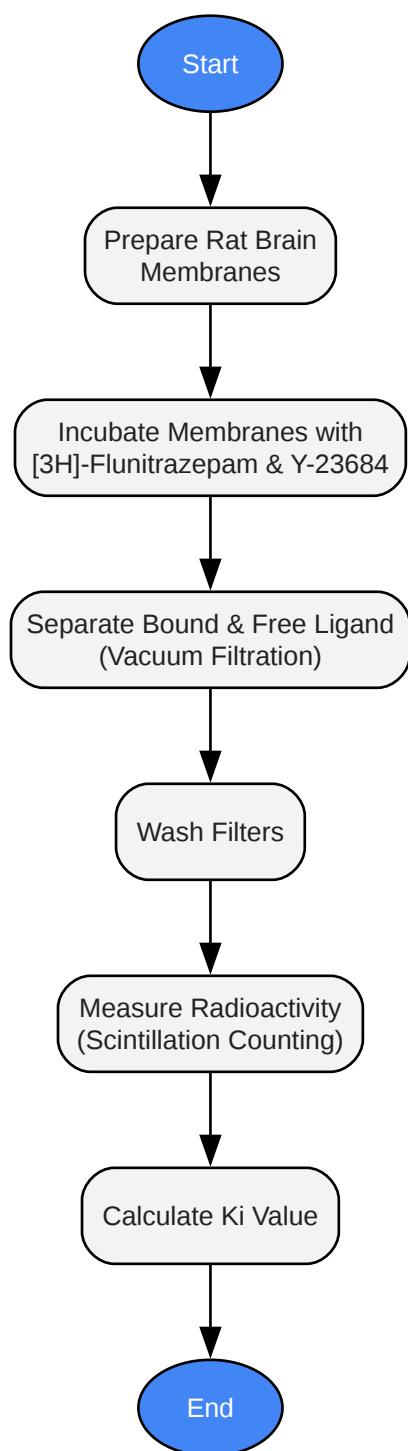 Start
Prepare Rat Brain
Membranes
Incubate Membranes with
[3H]-Flunitrazepam & Y-23684
Separate Bound & Free Ligand
(Vacuum Filtration)
Wash Filters
Measure Radioactivity
(Scintillation Counting)
Calculate Ki Value
End